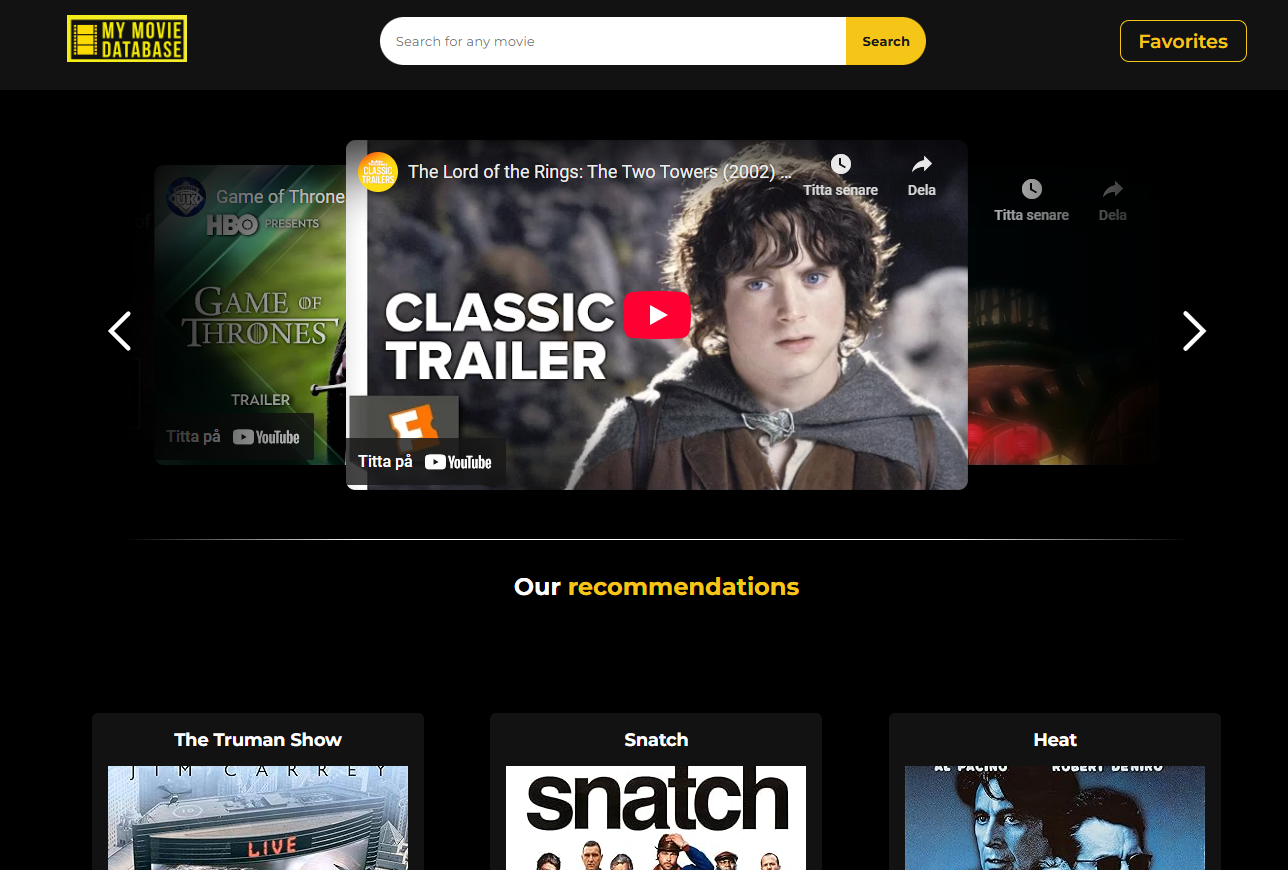 MY MOVIE
DATABASE
Search for any movie
Search
Favorites
CLASSIC
TRAILERS
The Lord of the Rings: The Two Towers (2002) ...
Titta senare
Dela
UK
Game of Throne
HBO PRESENTS
GAME OF
THRONES
TRAILER
Titta på YouTube
CLASSIC
TRAILER
Titta på YouTube
Titta senare
Dela
Our recommendations
The Truman Show
JIM CARREY
LIVE
Snatch
snatch
Heat
AL PACINO ROBERT DE NIRO